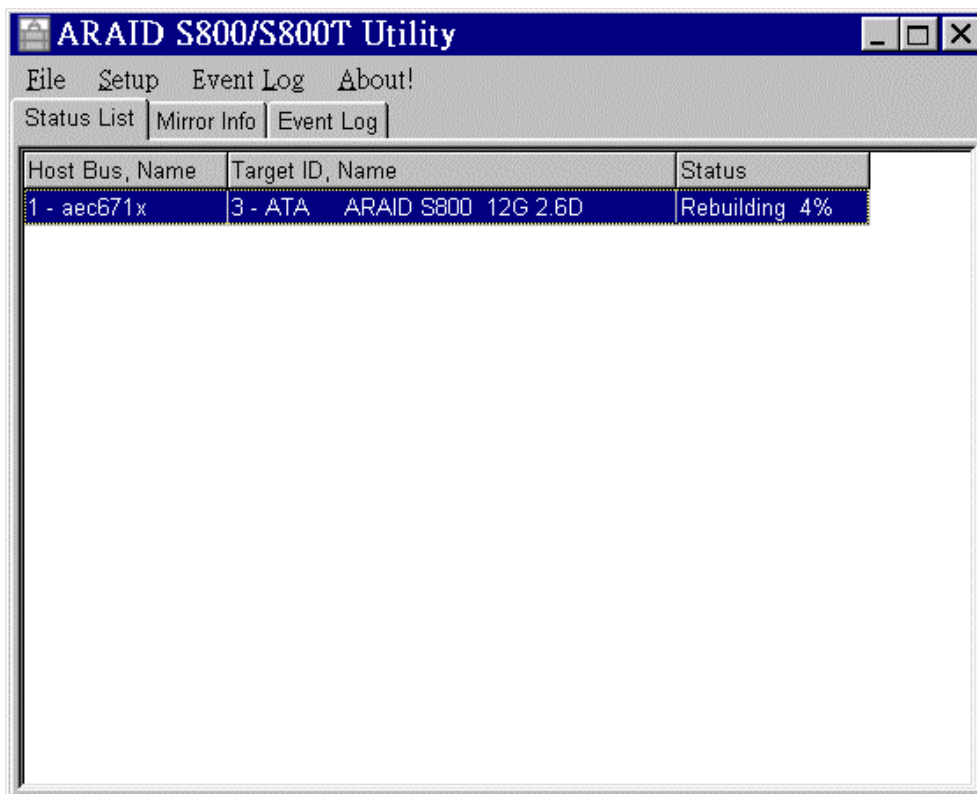 ARAID S800/S800T Utility
File Setup Event Log About!
Status List Mirror Info Event Log
Host Bus, Name Target ID, Name Status
1 - aec671x 3 - ATA ARAID S800 12G 2.6D Rebuilding 4%